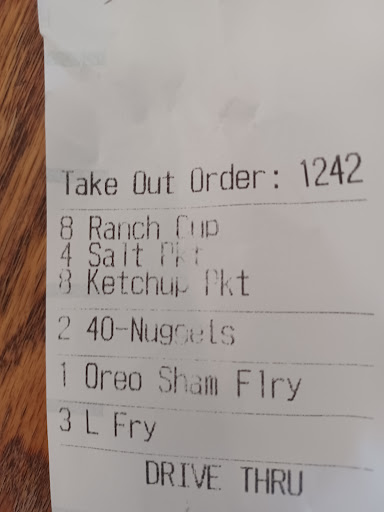 Take Out Order: 1242
8 Ranch Cup
4 Salt Pkt
8 Ketchup Pkt
2 40-Nuggets
1 Oreo Sham Flry
3 L Fry
DRIVE THRU